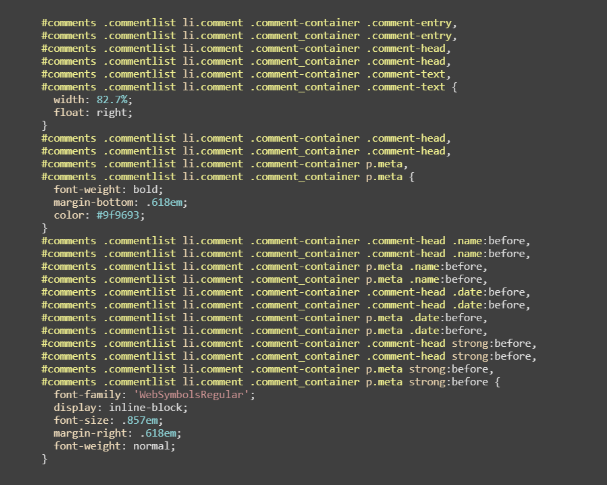 #comments .commentlist li.comment .comment-container .comment-entry,
#comments .commentlist li.comment .comment_container .comment-entry,
#comments .commentlist li.comment .comment-container .comment-head,
#comments .commentlist li.comment .comment_container .comment-head,
#comments .commentlist li.comment .comment-container .comment-text,
#comments .commentlist li.comment .comment_container .comment-text {
  width: 82.7%;
  float: right;
}
#comments .commentlist li.comment .comment-container .comment-head,
#comments .commentlist li.comment .comment_container .comment-head,
#comments .commentlist li.comment .comment-container p.meta,
#comments .commentlist li.comment .comment_container p.meta {
  font-weight: bold;
  margin-bottom: .618em;
  color: #9f9693;
}
#comments .commentlist li.comment .comment-container .comment-head .name:before,
#comments .commentlist li.comment .comment_container .comment-head .name:before,
#comments .commentlist li.comment .comment-container p.meta .name:before,
#comments .commentlist li.comment .comment_container p.meta .name:before,
#comments .commentlist li.comment .comment-container .comment-head .date:before,
#comments .commentlist li.comment .comment_container .comment-head .date:before,
#comments .commentlist li.comment .comment-container p.meta .date:before,
#comments .commentlist li.comment .comment_container p.meta .date:before,
#comments .commentlist li.comment .comment-container .comment-head strong:before,
#comments .commentlist li.comment .comment_container .comment-head strong:before,
#comments .commentlist li.comment .comment-container p.meta strong:before,
#comments .commentlist li.comment .comment_container p.meta strong:before {
  font-family: 'WebSymbolsRegular';
  display: inline-block;
  font-size: .857em;
  margin-right: .618em;
  font-weight: normal;
}